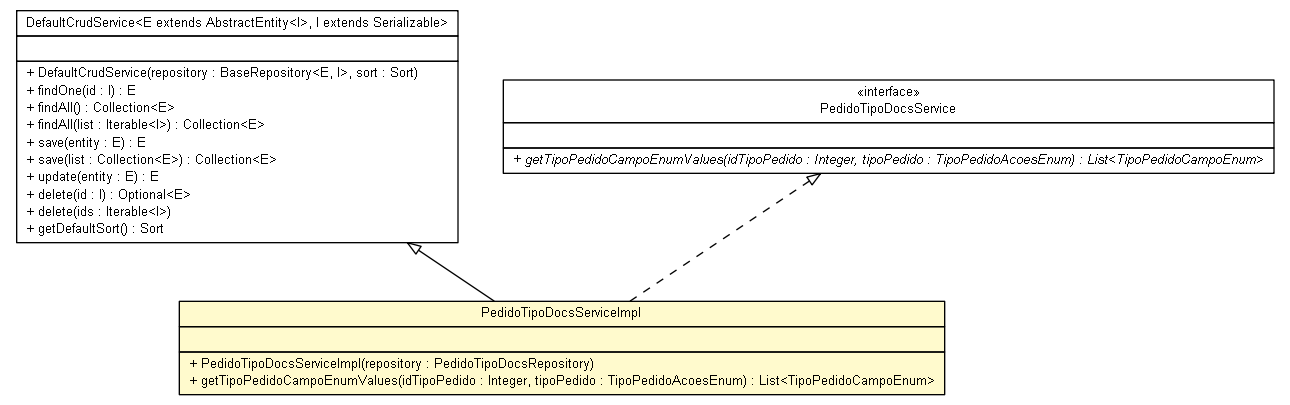 DefaultCrudService<E extends AbstractEntity<I>, I extends Serializable>
+ DefaultCrudService(repository : BaseRepository<E, I>, sort : Sort)
+ findOne(id : I) : E
+ findAll() : Collection<E>
+ findAll(list : Iterable<I>) : Collection<E>
+ save(entity : E) : E
+ save(list : Collection<E>) : Collection<E>
+ update(entity : E) : E
+ delete(id : I) : Optional<E>
+ delete(ids : Iterable<I>)
+ getDefaultSort() : Sort
«interface»
PedidoTipoDocsService
+ getTipoPedidoCampoEnumValues(idTipoPedido : Integer, tipoPedido : TipoPedidoAcoesEnum) : List<TipoPedidoCampoEnum>
PedidoTipoDocsServiceImpl
+ PedidoTipoDocsServiceImpl(repository : PedidoTipoDocsRepository)
+ getTipoPedidoCampoEnumValues(idTipoPedido : Integer, tipoPedido : TipoPedidoAcoesEnum) : List<TipoPedidoCampoEnum>